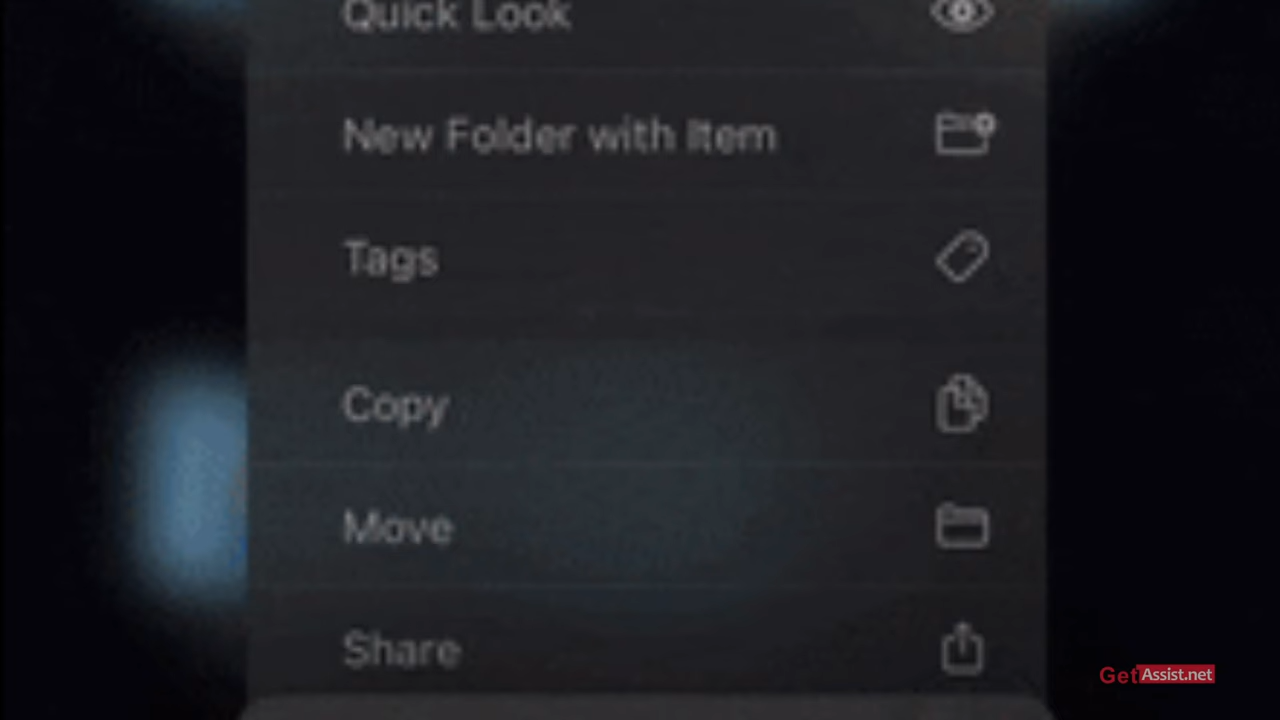 Quick Look
New Folder with Item
Tags
Copy
Move
Share
GetAssist.net